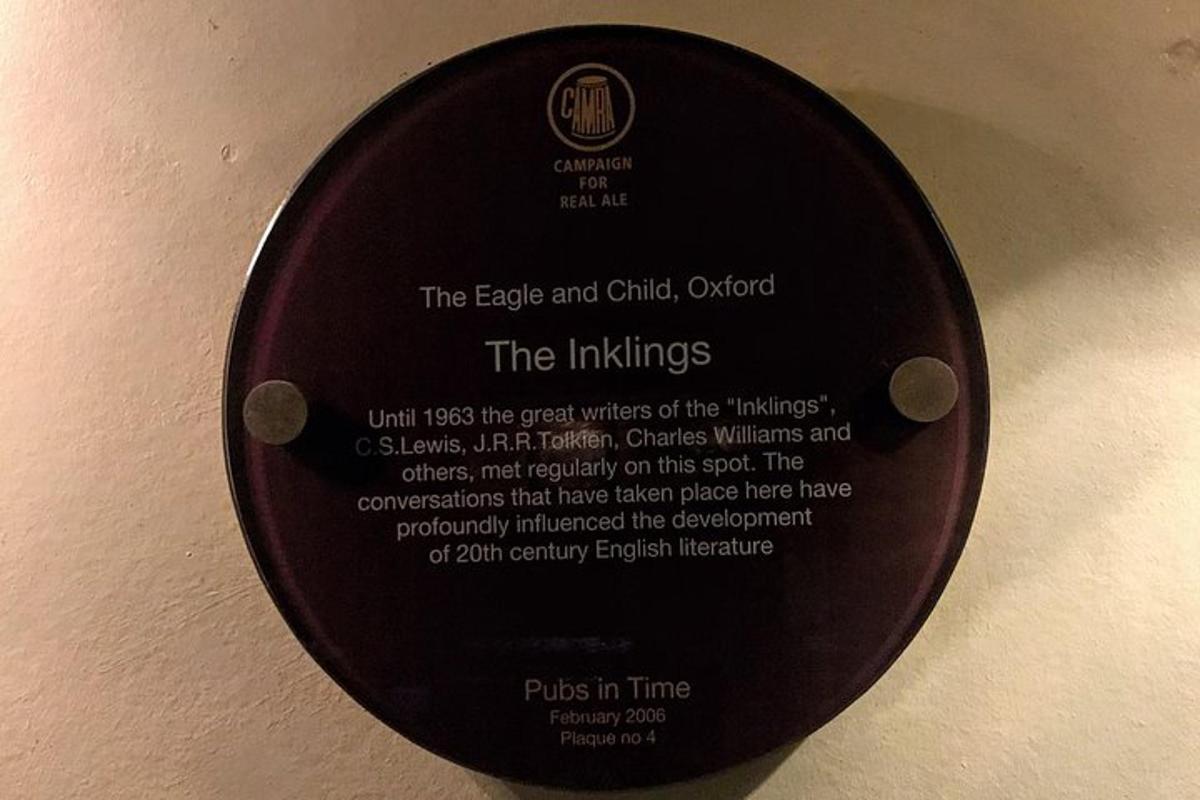 CAMRA
CAMPAIGN
FOR
REAL ALE
The Eagle and Child, Oxford
The Inklings
Until 1963 the great writers of the "Inklings",
C.S.Lewis, J.R.R.Tolkien, Charles Williams and
others, met regularly on this spot. The
conversations that have taken place here have
profoundly influenced the development
of 20th century English literature
Pubs in Time
February 2006
Plaque no 4